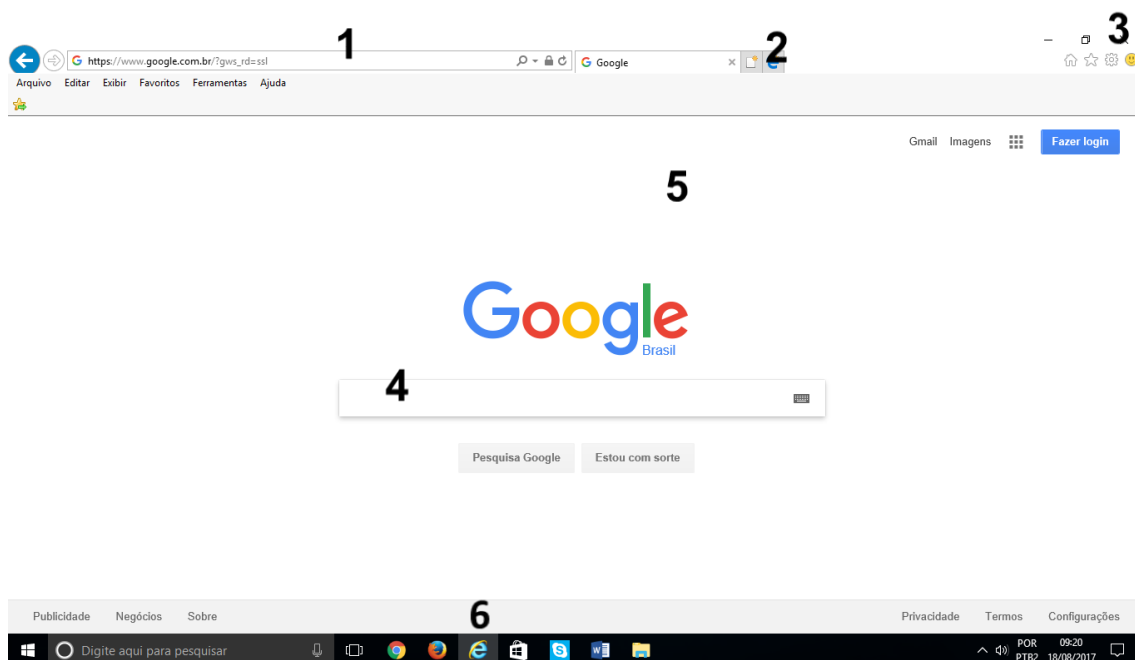 1
2
3
https://www.google.com.br/?gws_rd=ssl
Google
Arquivo Editar Exibir Favoritos Ferramentas Ajuda
Gmail Imagens Fazer login
5
Google
Brasil
4
Pesquisa Google Estou com sorte
6
Publicidade Negócios Sobre Privacidade Termos Configurações
Digite aqui para pesquisar
POR 09:20
PTB2 18/08/2017